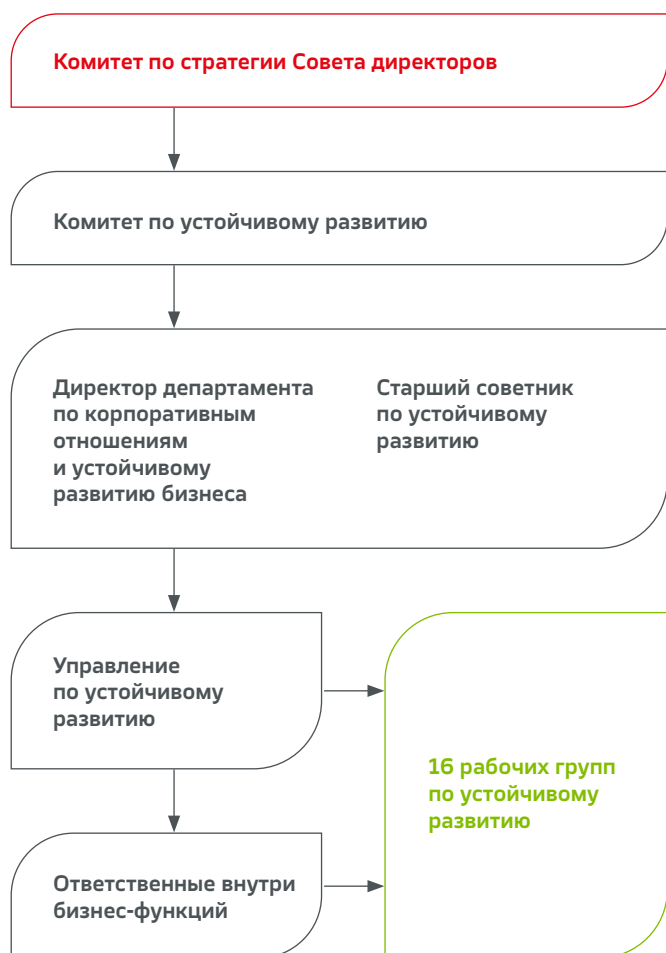 Комитет по стратегии Совета директоров
Комитет по устойчивому развитию
Директор департамента
по корпоративным
отношениям
и устойчивому
развитию бизнеса
Старший советник
по устойчивому
развитию
Управление
по устойчивому
развитию
16 рабочих групп
по устойчивому
развитию
Ответственные внутри
бизнес-функций